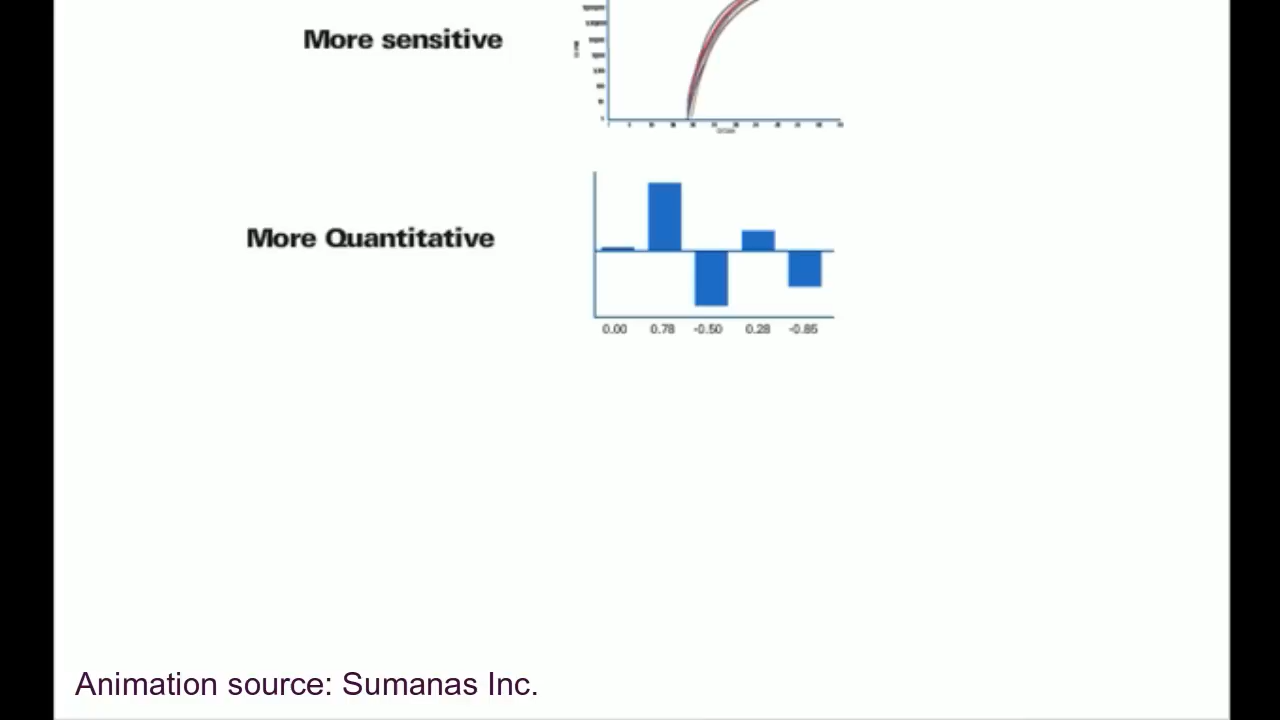 More sensitive
More Quantitative
0.00 0.78 -0.50 0.28 -0.85
Animation source: Sumanas Inc.